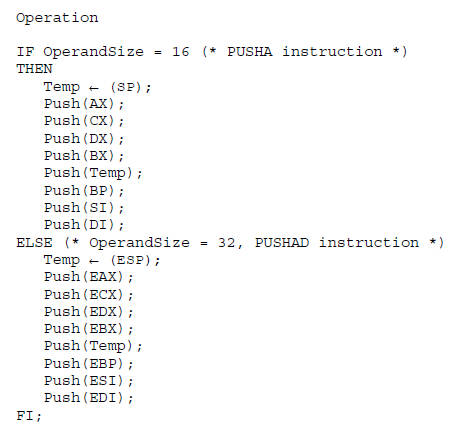 Operation
IF OperandSize = 16 (* PUSHA instruction *)
THEN
Temp ← (SP);
Push(AX);
Push(CX);
Push(DX);
Push(BX);
Push(Temp);
Push(BP);
Push(SI);
Push(DI);
ELSE (* OperandSize = 32, PUSHAD instruction *)
Temp ← (ESP);
Push(EAX);
Push(ECX);
Push(EDX);
Push(EBX);
Push(Temp);
Push(EBP);
Push(ESI);
Push(EDI);
FI;